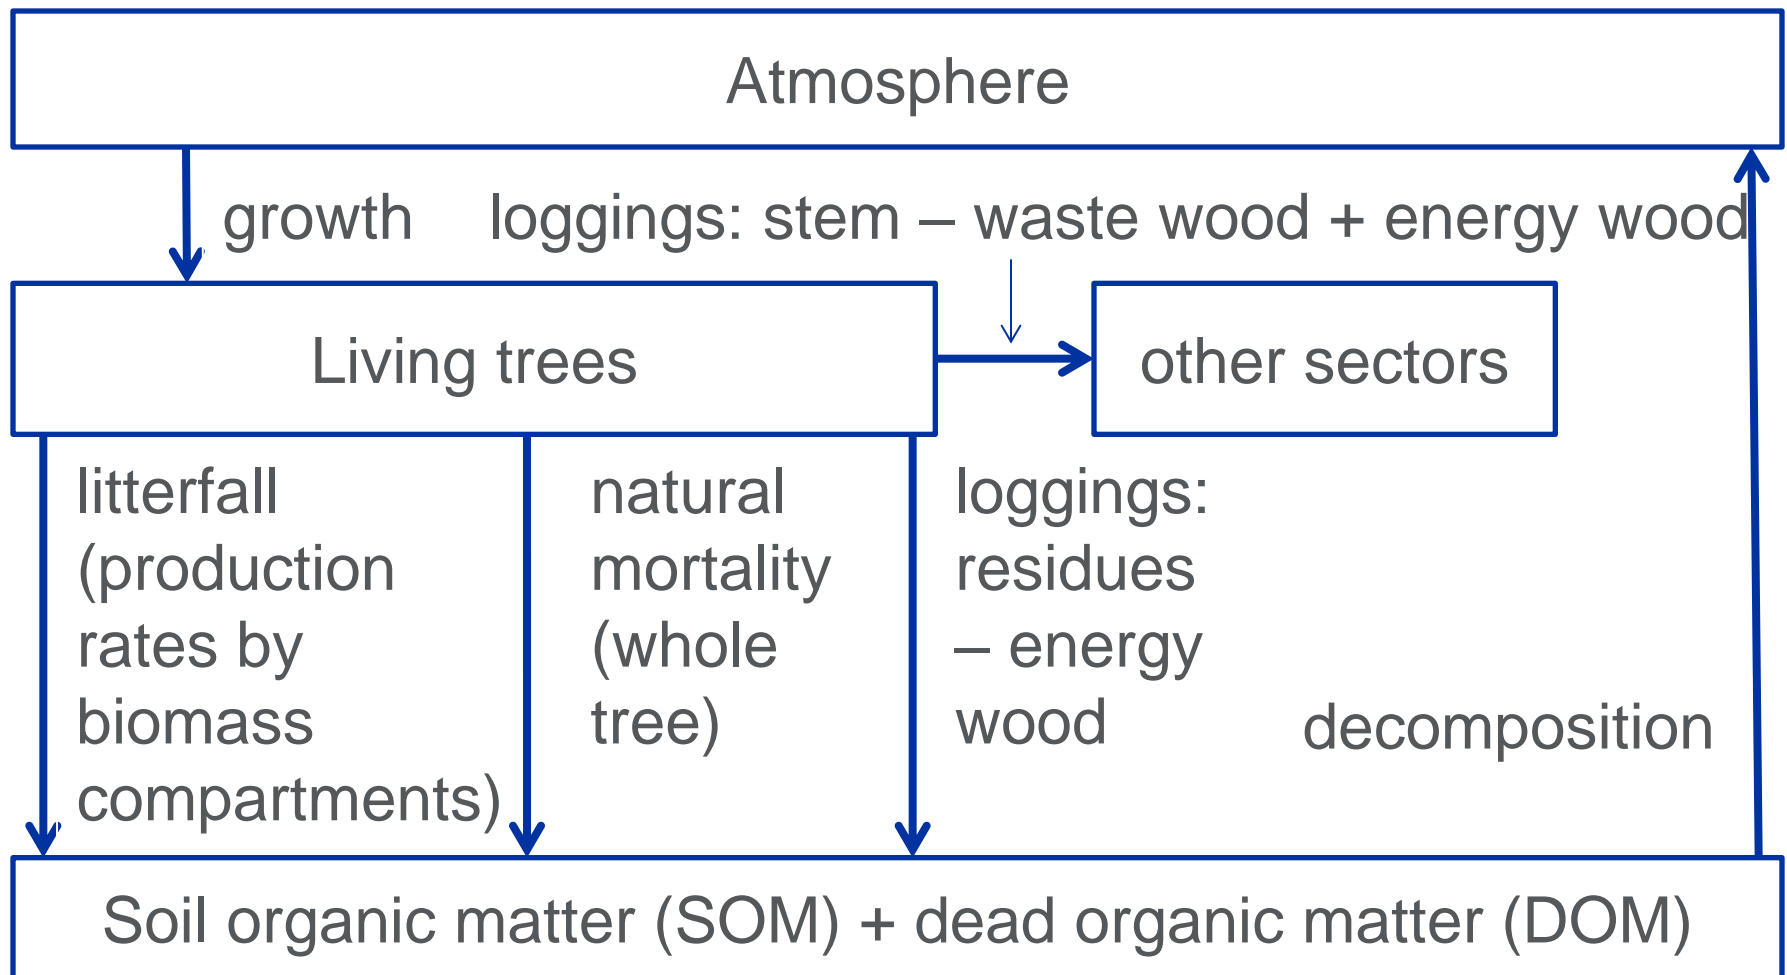 Atmosphere
growth
loggings: stem – waste wood + energy wood
Living trees
other sectors
litterfall
(production
rates by
biomass
compartments)
natural
mortality
(whole
tree)
loggings:
residues
– energy
wood
decomposition
Soil organic matter (SOM) + dead organic matter (DOM)